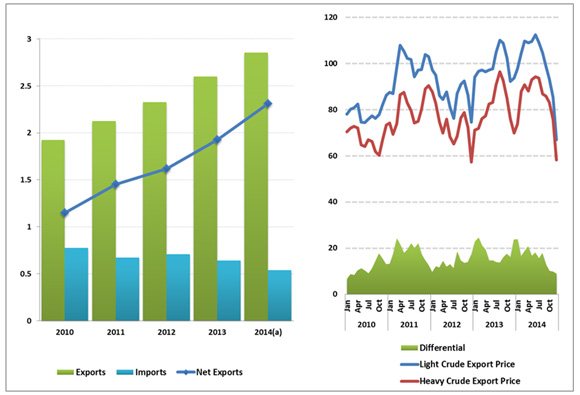 3
2.5
2
1.5
1
0.5
0
2010 2011 2012 2013 2014(a)
Exports Imports Net Exports
120
100
80
60
40
20
0
Jan Apr Jul Oct Jan Apr Jul Oct Jan Apr Jul Oct Jan Apr Jul Oct Jan Apr Jul Oct
2010 2011 2012 2013 2014
Differential
Light Crude Export Price
Heavy Crude Export Price